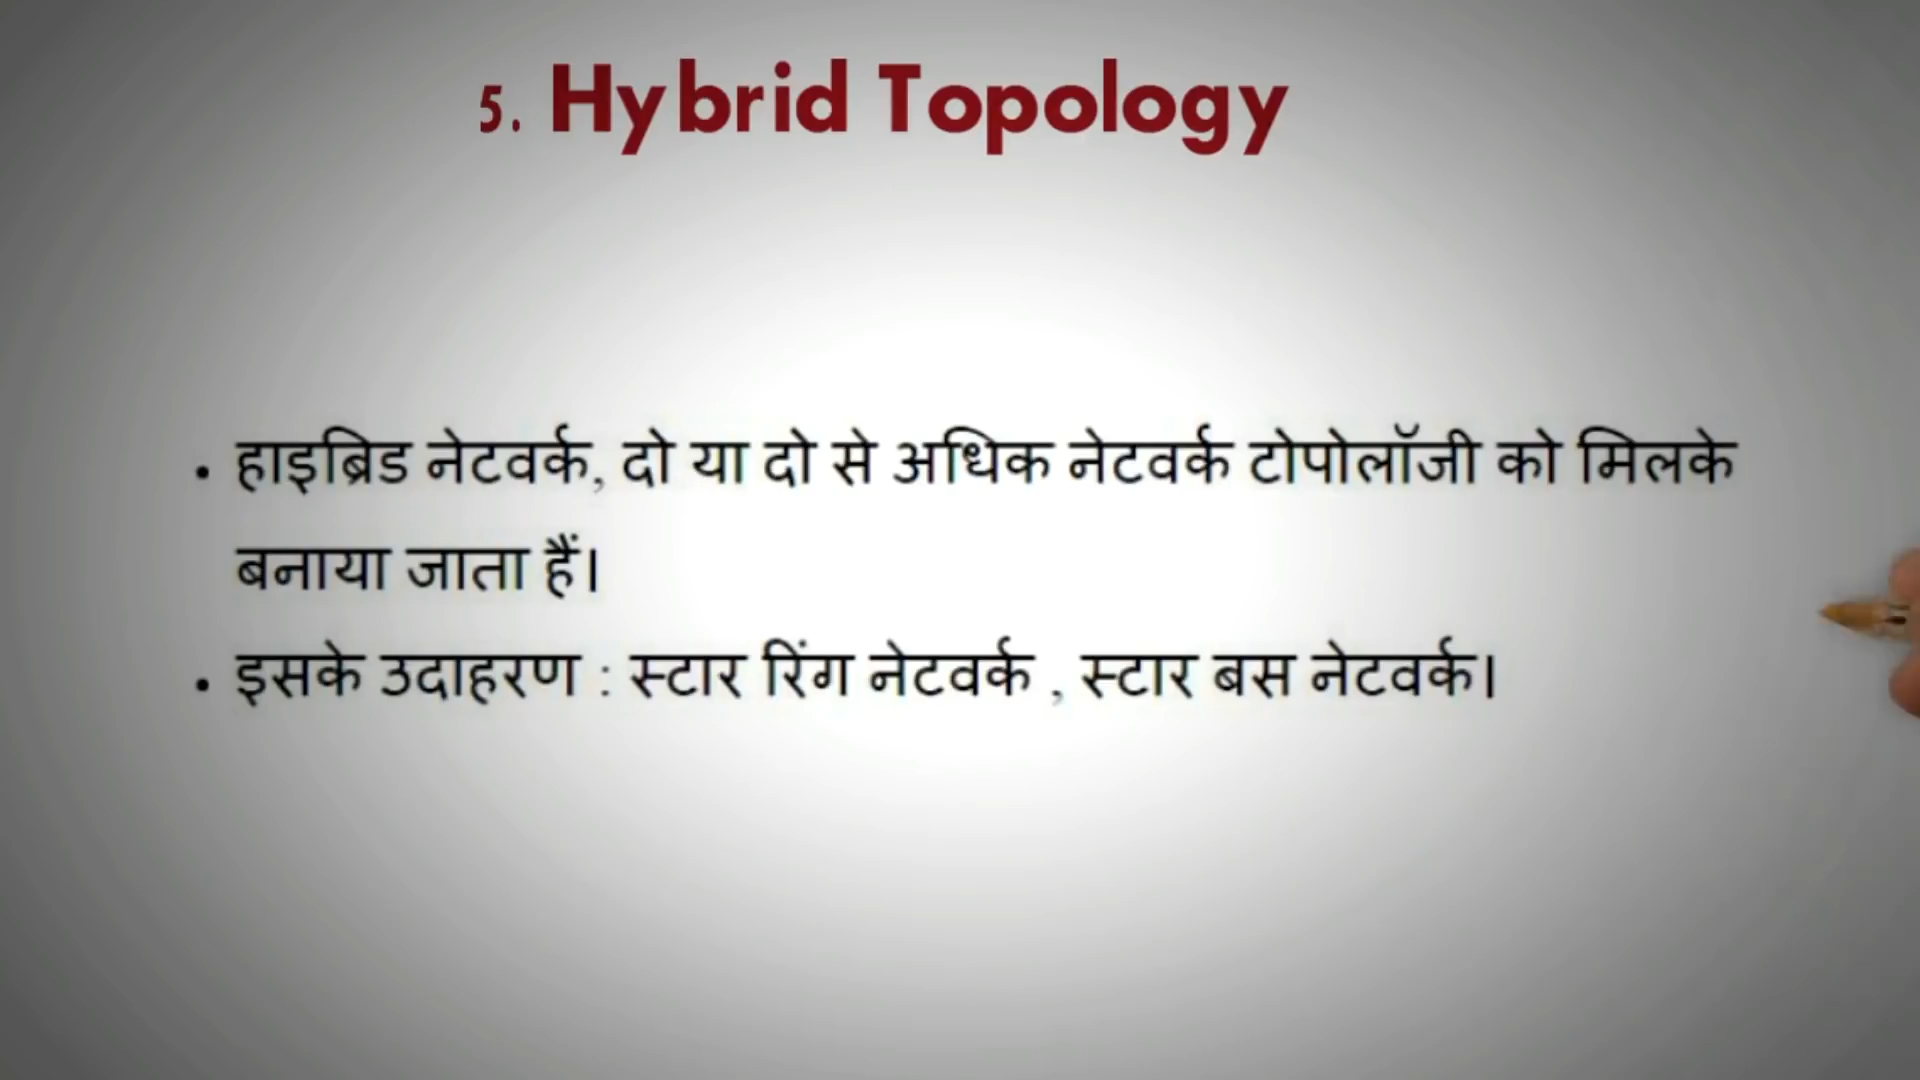 5. Hybrid Topology
• हाइब्रिड नेटवर्क, दो या दो से अधिक नेटवर्क टोपोलॉजी को मिलके
बनाया जाता हैं।
• इसके उदाहरण : स्टार रिंग नेटवर्क , स्टार बस नेटवर्क।